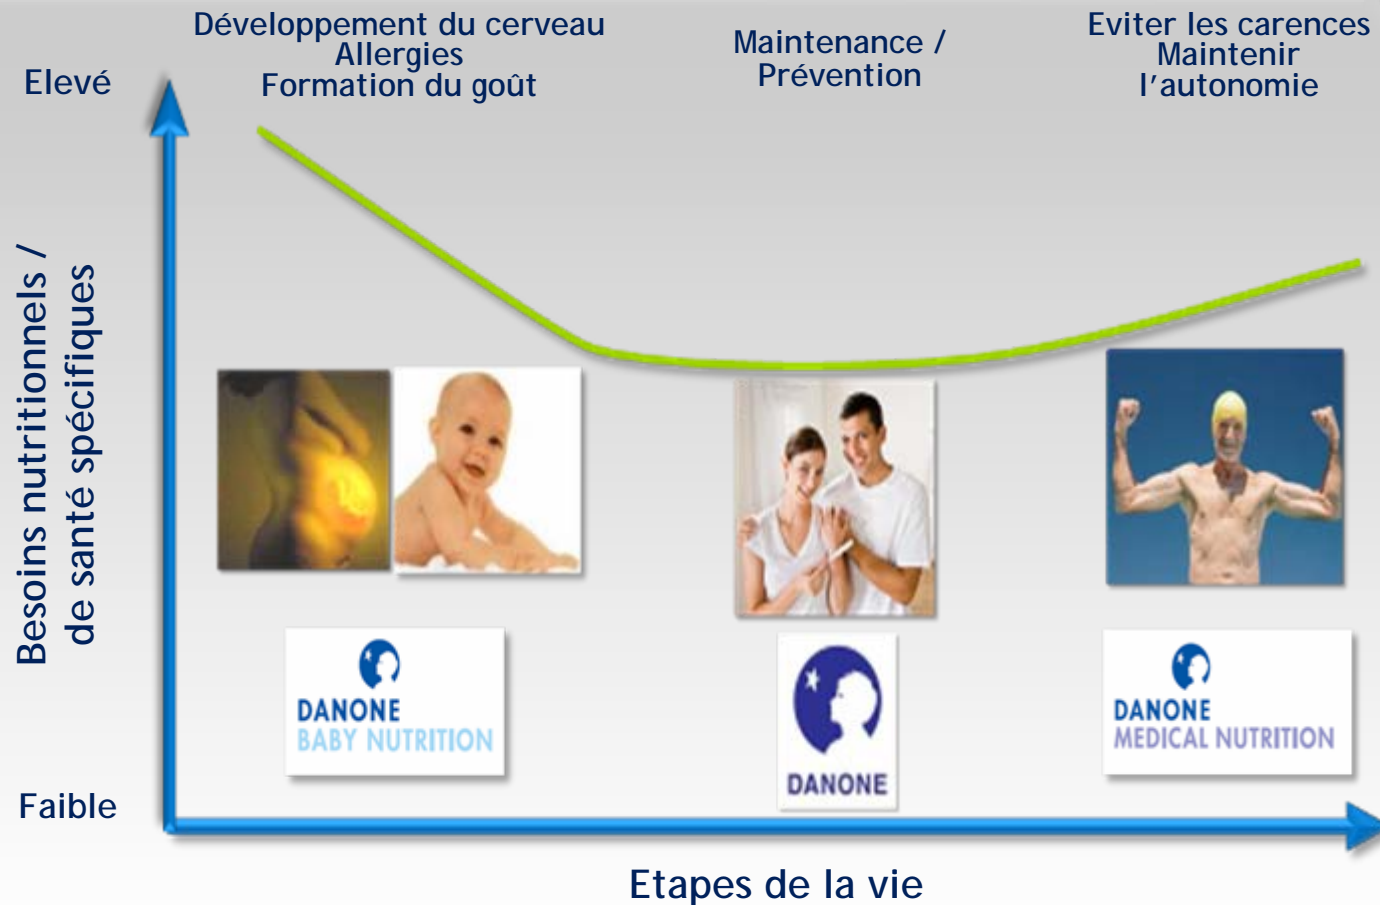 Développement du cerveau
Allergies
Formation du goût
Maintenance /
Prévention
Eviter les carences
Maintenir
l'autonomie
Elevé
Besoins nutritionnels /
de santé spécifiques
DANONE
BABY NUTRITION
DANONE
DANONE
MEDICAL NUTRITION
Faible
Etapes de la vie